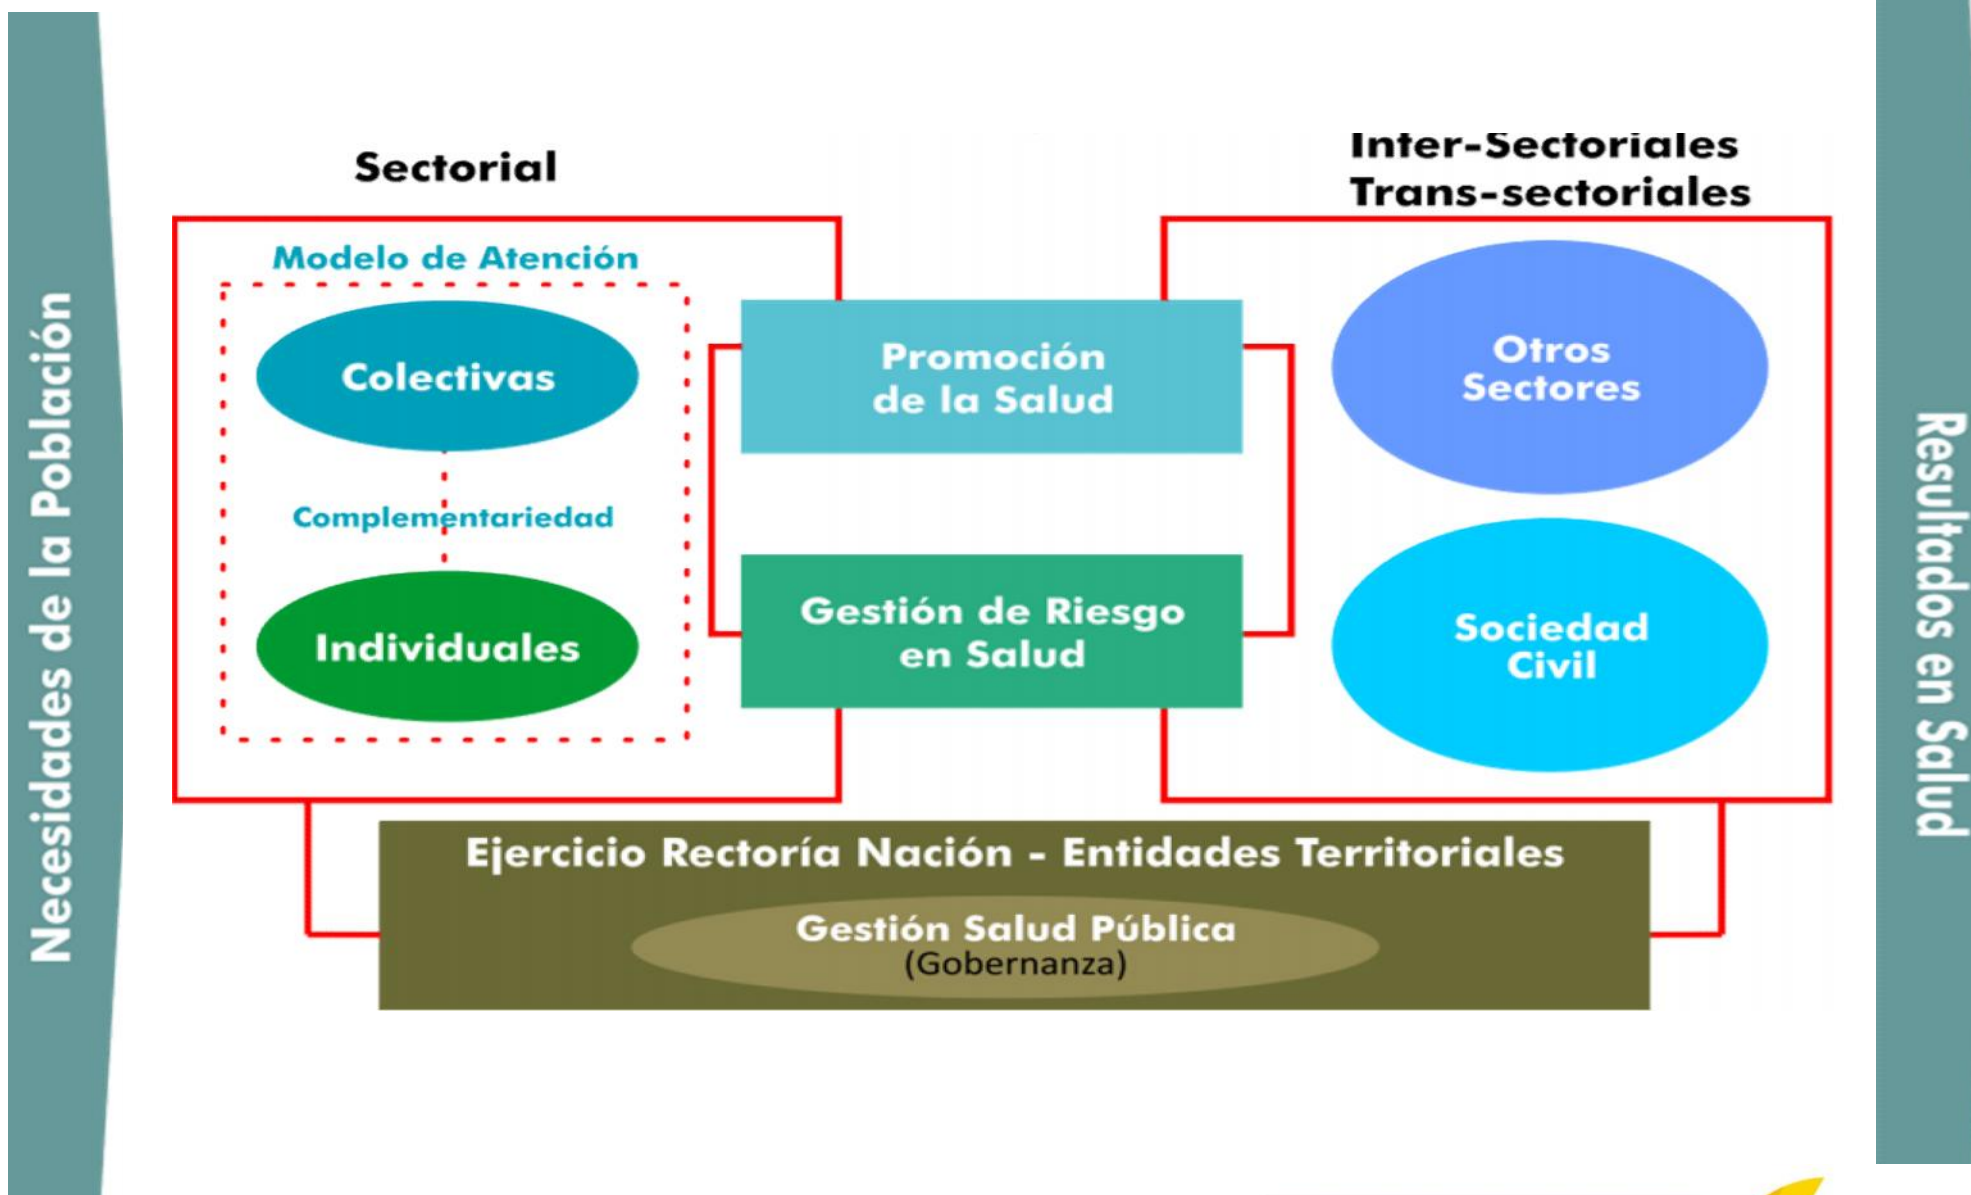 Necesidades de la Población
Sectorial
Modelo de Atención
Colectivas
Complementariedad
Individuales
Promoción
de la Salud
Gestión de Riesgo
en Salud
Inter-Sectoriales
Trans-sectoriales
Otros
Sectores
Sociedad
Civil
Ejercicio Rectoría Nación - Entidades Territoriales
Gestión Salud Pública
(Gobernanza)
Resultados en Salud